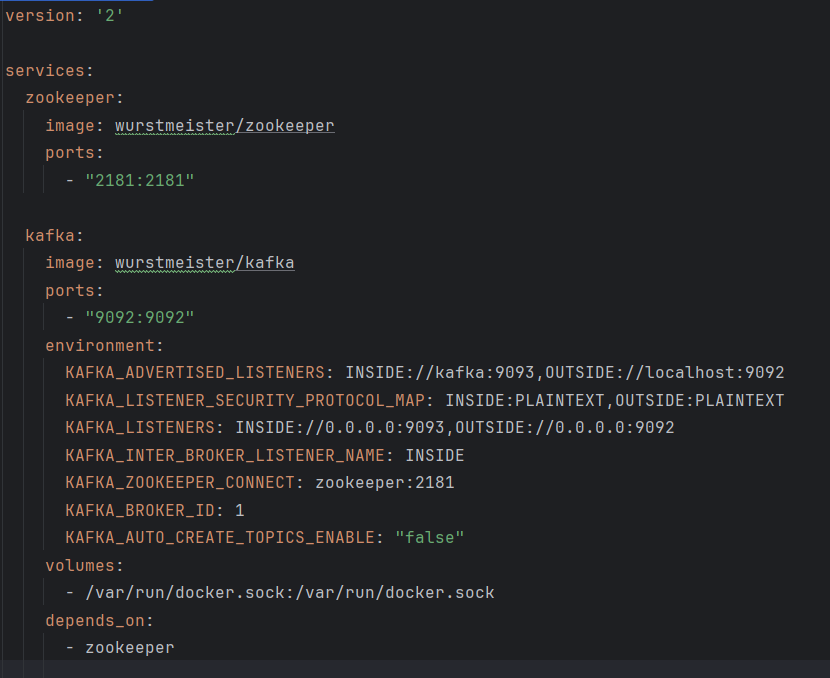 version: '2'
services:
zookeeper:
image: wurstmeister/zookeeper
ports:
- "2181:2181"
kafka:
image: wurstmeister/kafka
ports:
- "9092:9092"
environment:
KAFKA_ADVERTISED_LISTENERS: INSIDE://kafka:9093,OUTSIDE://localhost:9092
KAFKA_LISTENER_SECURITY_PROTOCOL_MAP: INSIDE:PLAINTEXT,OUTSIDE:PLAINTEXT
KAFKA_LISTENERS: INSIDE://0.0.0.0:9093,OUTSIDE://0.0.0.0:9092
KAFKA_INTER_BROKER_LISTENER_NAME: INSIDE
KAFKA_ZOOKEEPER_CONNECT: zookeeper:2181
KAFKA_BROKER_ID: 1
KAFKA_AUTO_CREATE_TOPICS_ENABLE: "false"
volumes:
- /var/run/docker.sock:/var/run/docker.sock
depends_on:
- zookeeper